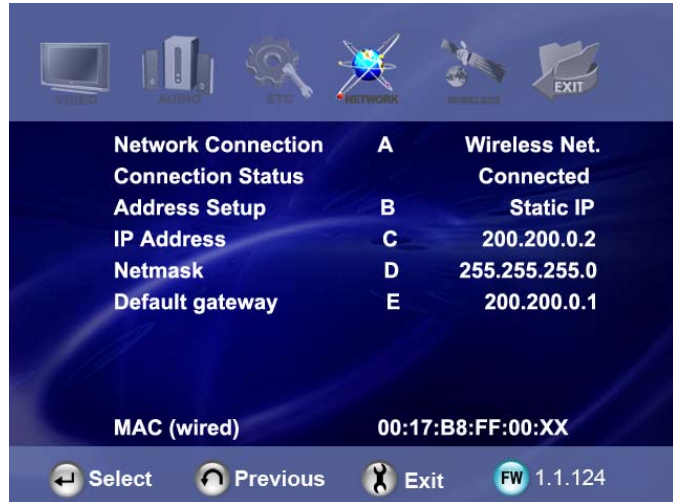 VIDEO AUDIO ETC NETWORK WIRELESS EXIT
Network Connection A Wireless Net.
Connection Status Connected
Address Setup B Static IP
IP Address C 200.200.0.2
Netmask D 255.255.255.0
Default gateway E 200.200.0.1
MAC (wired) 00:17:B8:FF:00:XX
Select Previous Exit FW 1.1.124